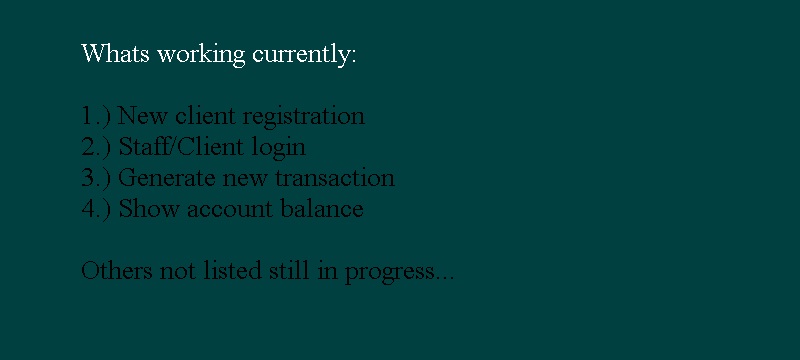 Whats working currently:
1.) New client registration
2.) Staff/Client login
3.) Generate new transaction
4.) Show account balance
Others not listed still in progress...